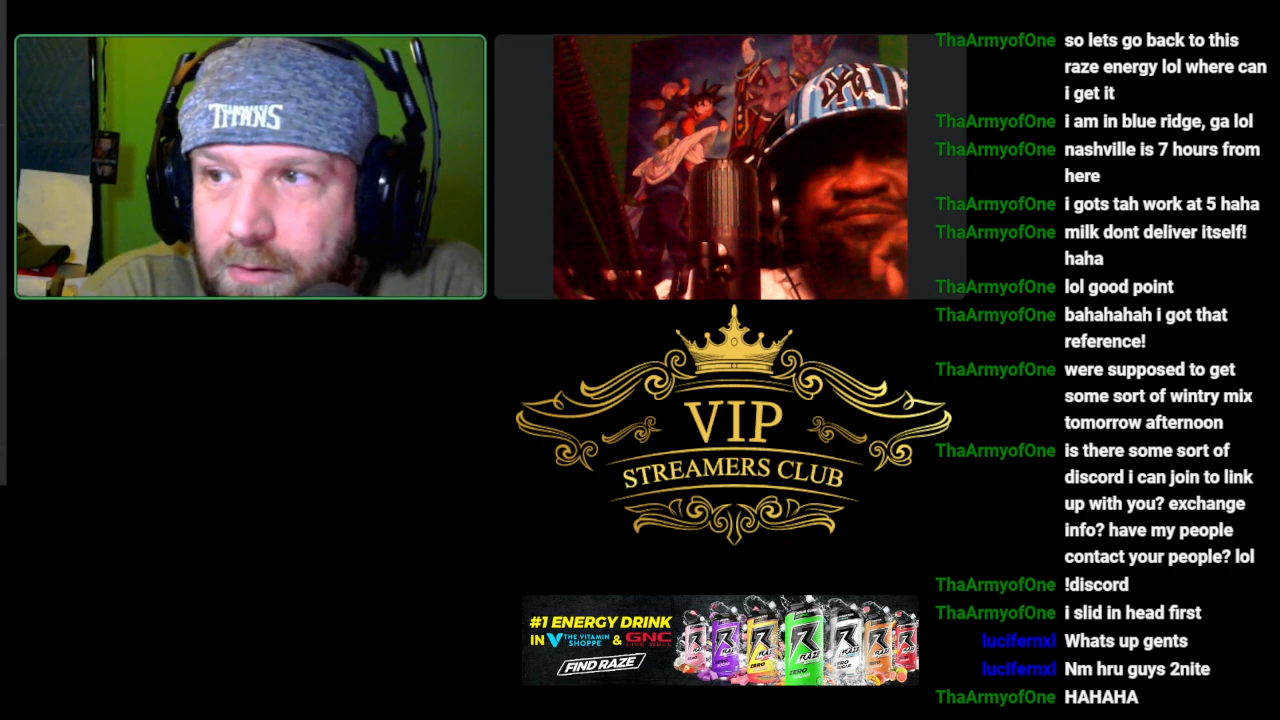 TITANS
VIP
STREAMERS CLUB
#1 ENERGY DRINK
IN THE VITAMIN SHOPPE & GNC
LIVE WELL
FIND RAZE
ThaArmyofOne so lets go back to this
raze energy lol where can
i get it
ThaArmyofOne i am in blue ridge, ga lol
ThaArmyofOne nashville is 7 hours from
here
ThaArmyofOne i gots tah work at 5 haha
ThaArmyofOne milk dont deliver itself!
haha
ThaArmyofOne lol good point
ThaArmyofOne bahahahah i got that
reference!
ThaArmyofOne were supposed to get
some sort of wintry mix
tomorrow afternoon
ThaArmyofOne is there some sort of
discord i can join to link
up with you? exchange
info? have my people
contact your people? lol
ThaArmyofOne !discord
ThaArmyofOne i slid in head first
lucifernxl Whats up gents
lucifernxl Nm hru guys 2nite
ThaArmyofOne HAHAHA